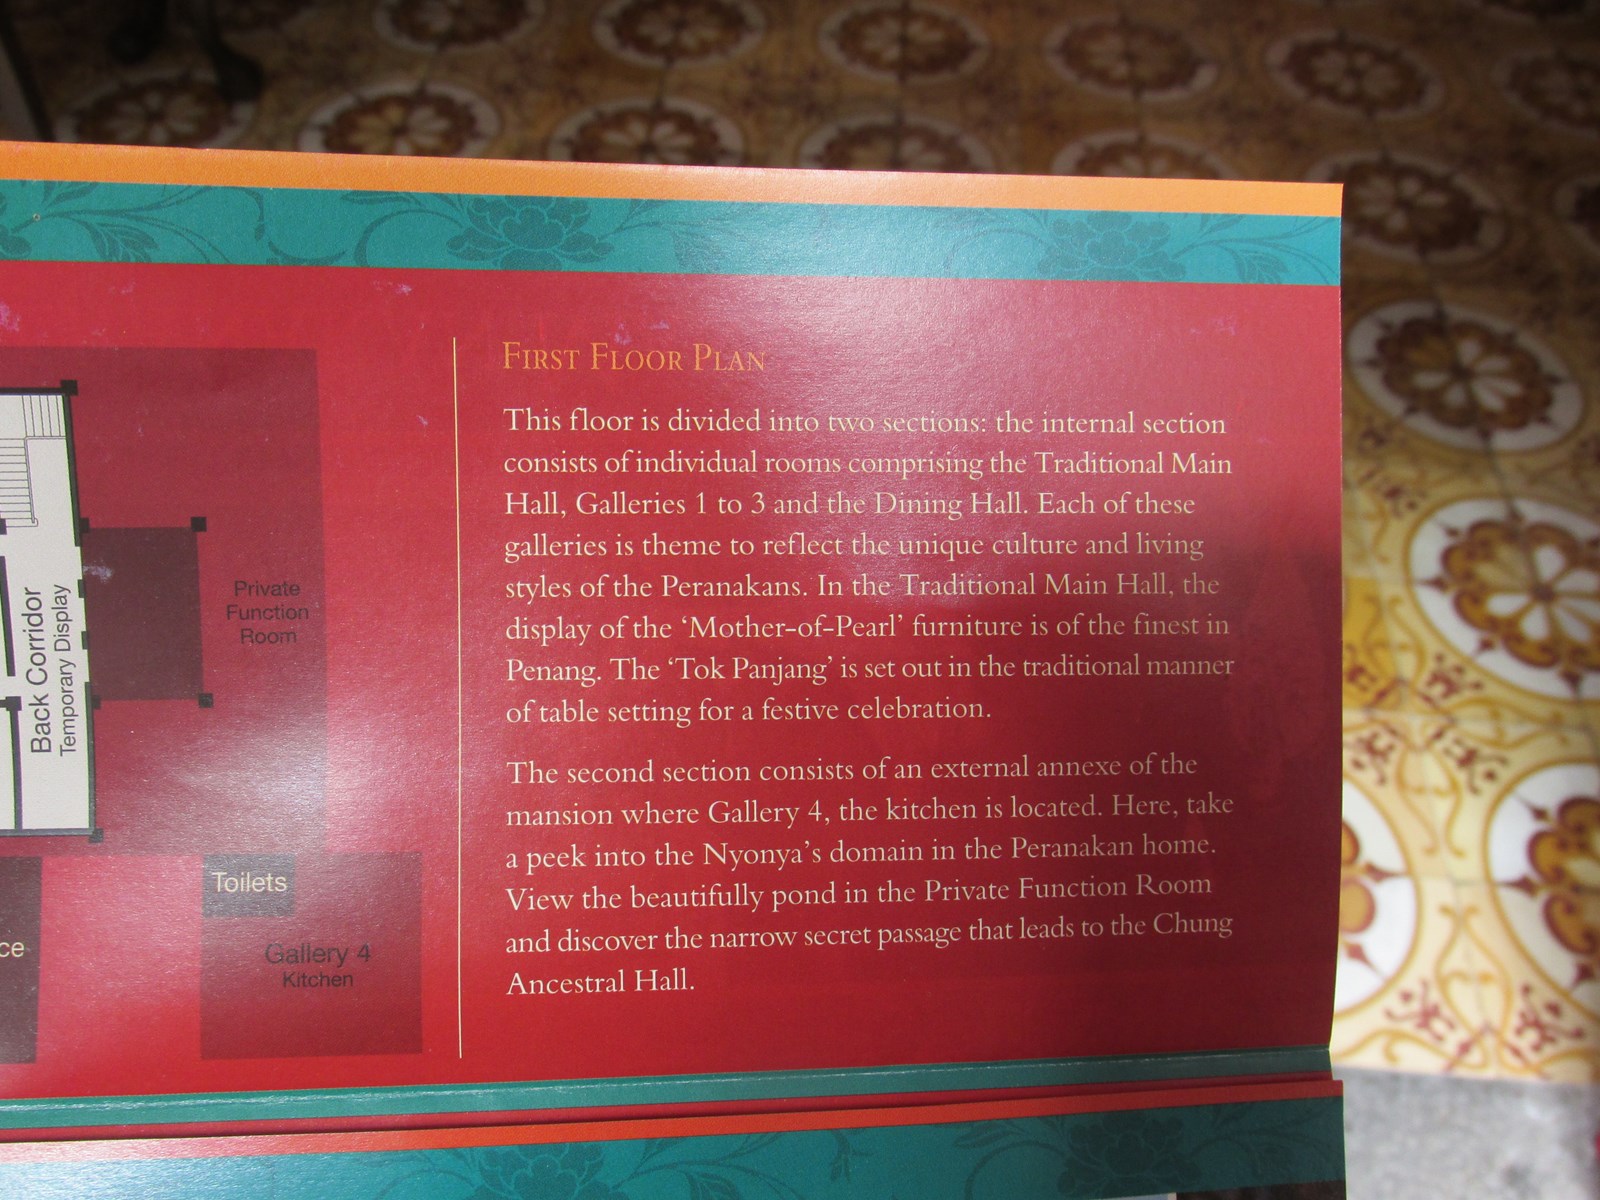 FIRST FLOOR PLAN
This floor is divided into two sections: the internal section
consists of individual rooms comprising the Traditional Main
Hall, Galleries 1 to 3 and the Dining Hall. Each of these
galleries is theme to reflect the unique culture and living
styles of the Peranakans. In the Traditional Main Hall, the
display of the ‘Mother-of-Pearl’ furniture is of the finest in
Penang. The ‘Tok Panjang’ is set out in the traditional manner
of table setting for a festive celebration.
The second section consists of an external annexe of the
mansion where Gallery 4, the kitchen is located. Here, take
a peek into the Nyonya’s domain in the Peranakan home.
View the beautifully pond in the Private Function Room
and discover the narrow secret passage that leads to the Chung
Ancestral Hall.
Private
Function
Room
Back Corridor
Temporary Display
Toilets
Gallery 4
Kitchen